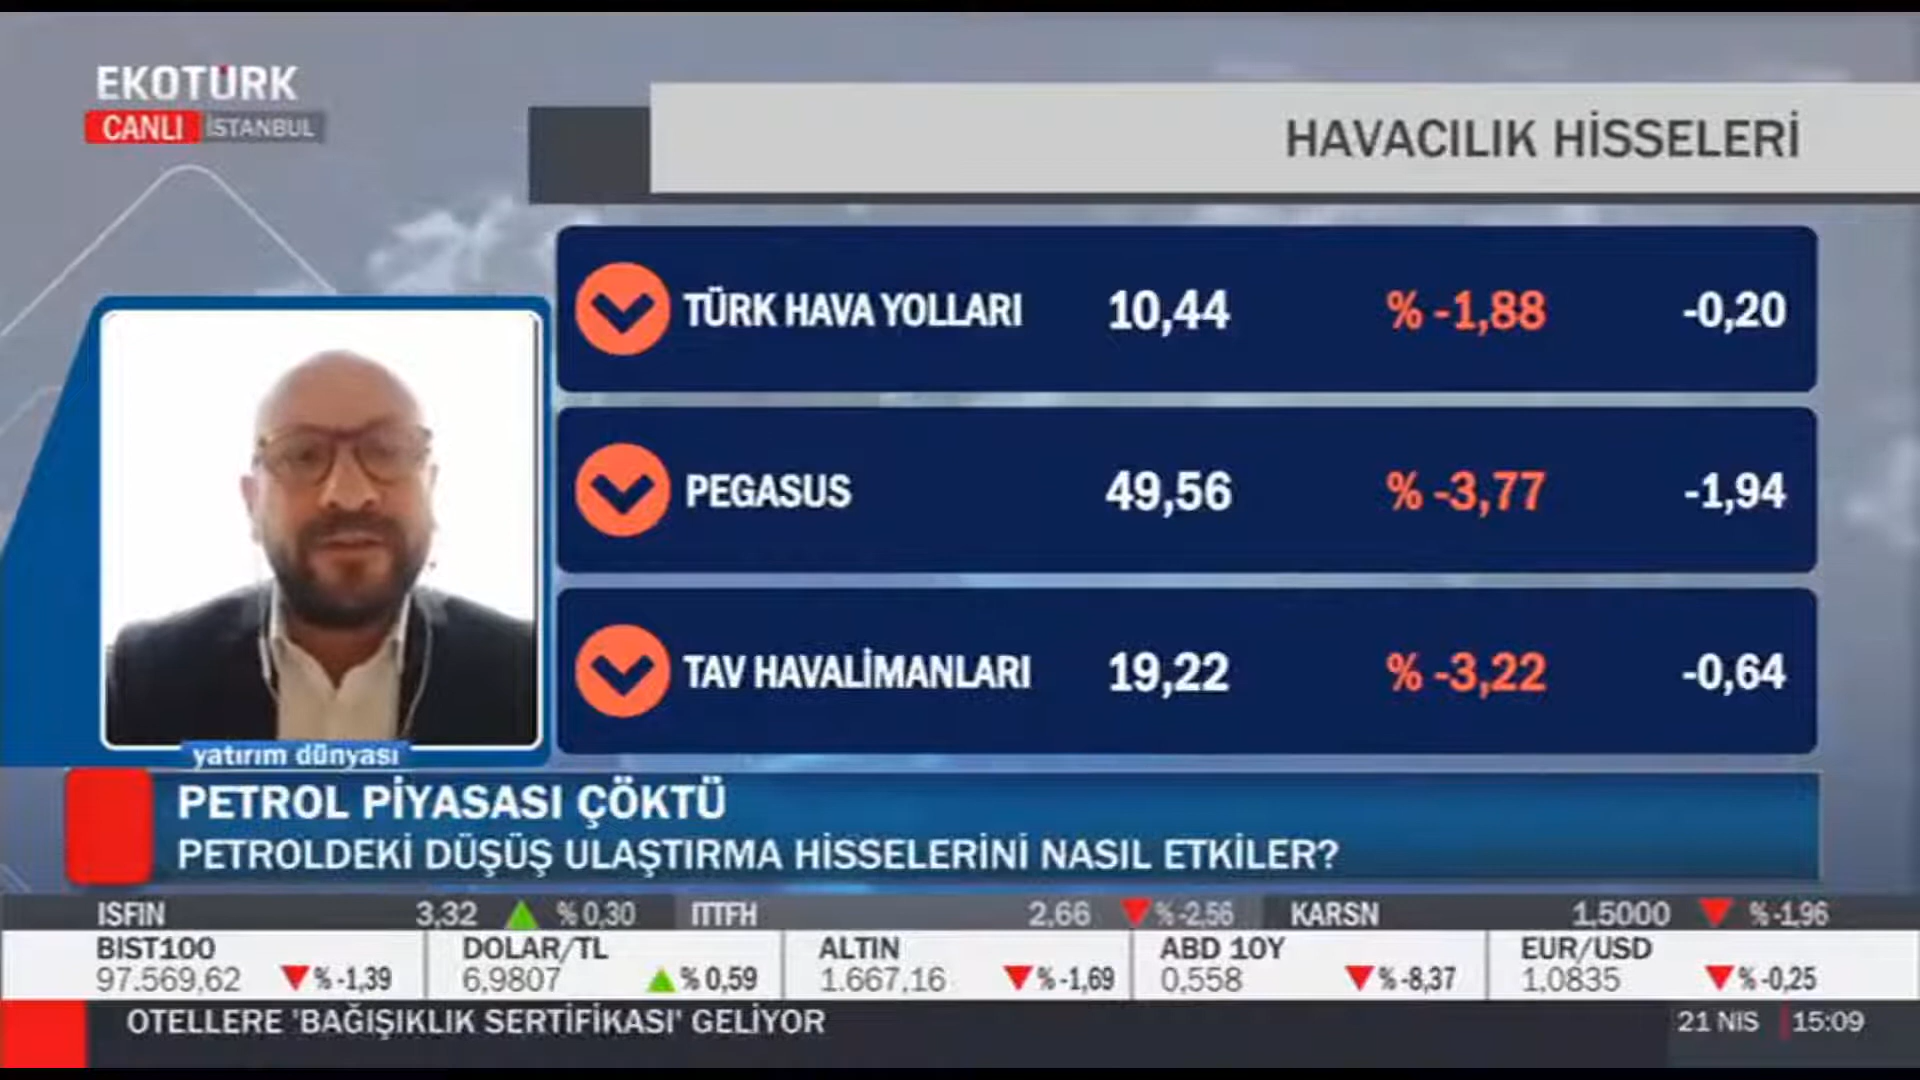 EKOTÜRK
CANLI İSTANBUL
HAVACILIK HİSSELERİ
TÜRK HAVA YOLLARI 10,44 % -1,88 -0,20
PEGASUS 49,56 % -3,77 -1,94
TAV HAVALİMANLARI 19,22 % -3,22 -0,64
yatırım dünyası
PETROL PİYASASI ÇÖKTÜ
PETROLDEKİ DÜŞÜŞ ULAŞTIRMA HİSSELERİNİ NASIL ETKİLER?
ISFIN 3,32 % 0,30 ITTFH 2,66 % -2,56 KARSN 1,5000 % -1,96
BIST100 DOLAR/TL ALTIN ABD 10Y EUR/USD
97.569,62 % -1,39 6,9807 % 0,59 1.667,16 % -1,69 0,558 % -8,37 1,0835 % -0,25
OTELLERE 'BAĞIŞIKLIK SERTİFİKASI' GELİYOR 21 NIS 15:09